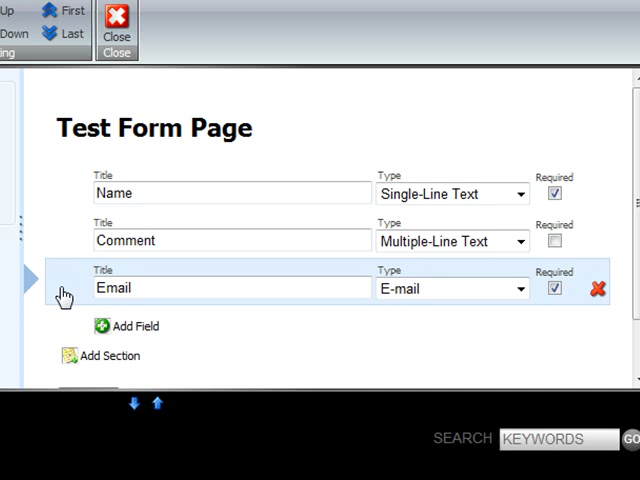 Up First
Down Last Close
ing Close
Test Form Page
Title Type Required
Name Single-Line Text
Title Type Required
Comment Multiple-Line Text
Title Type Required
Email E-mail
Add Field
Add Section
SEARCH KEYWORDS GO